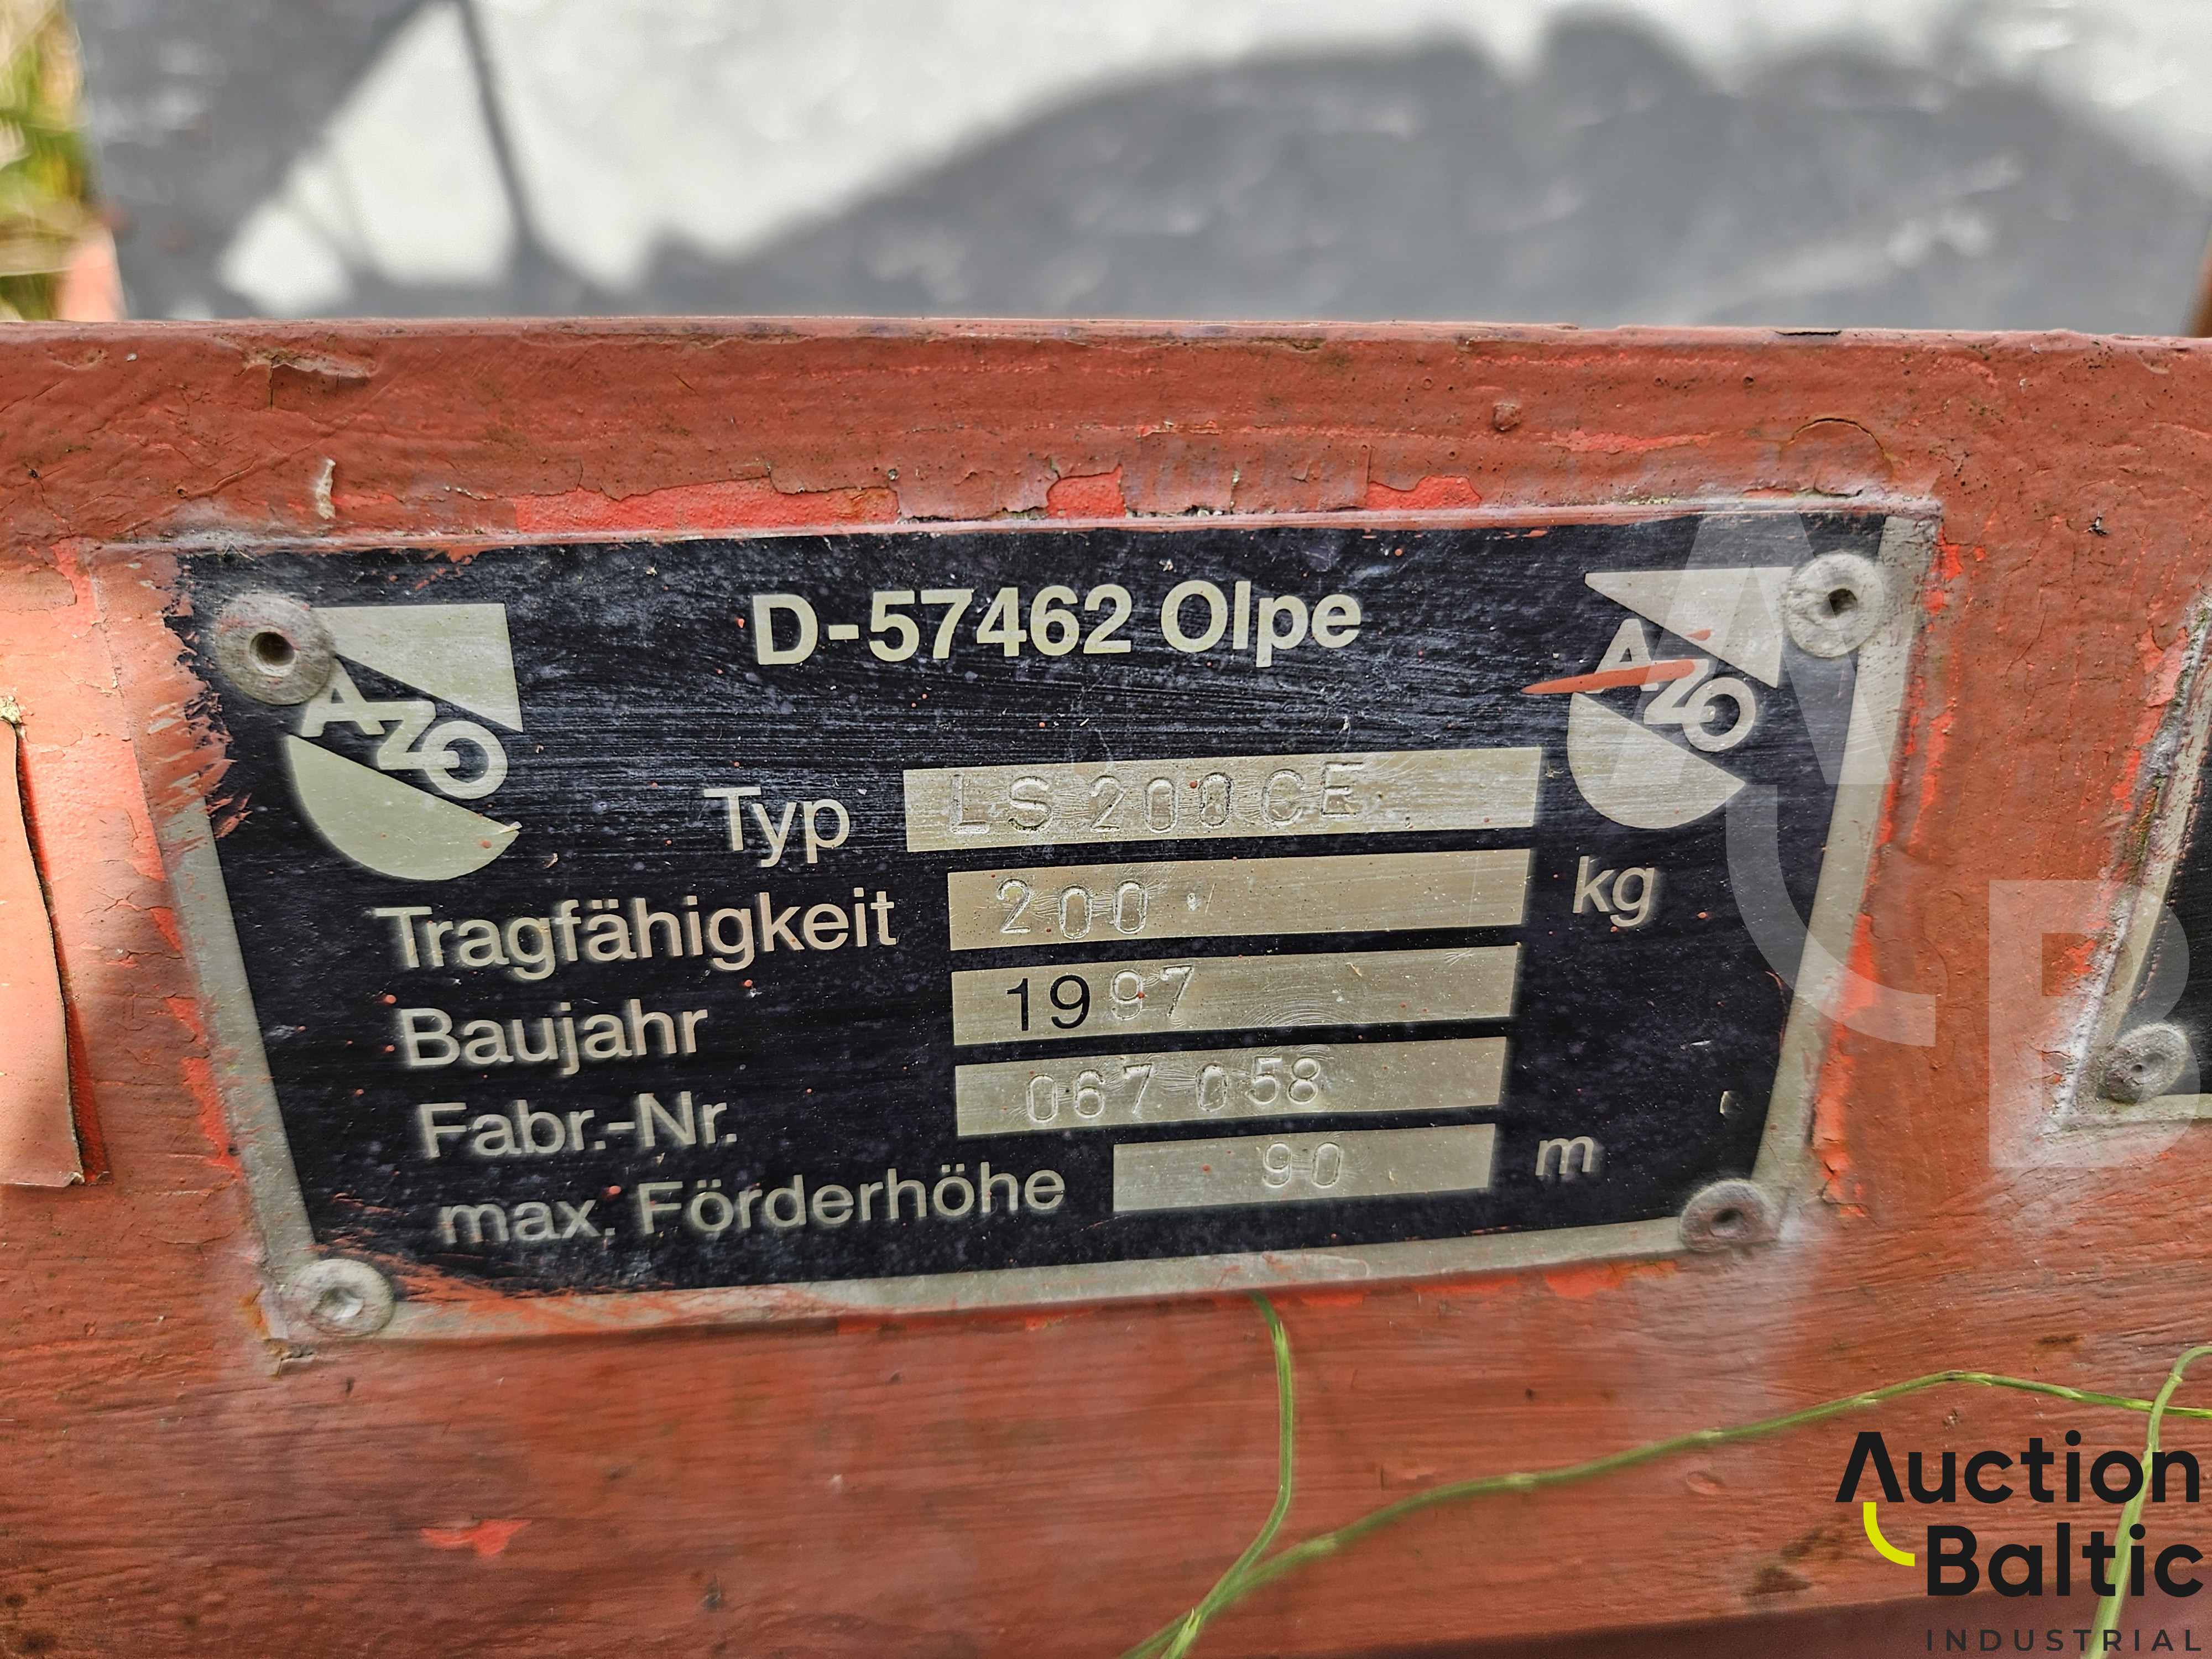 D-57462 Olpe
AZO
AZO
Typ LS 200 CE
Tragfähigkeit 200 kg
Baujahr 1997
Fabr.-Nr. 067 058
max. Förderhöhe 90 m
A
B
Auction
Baltic
INDUSTRIAL